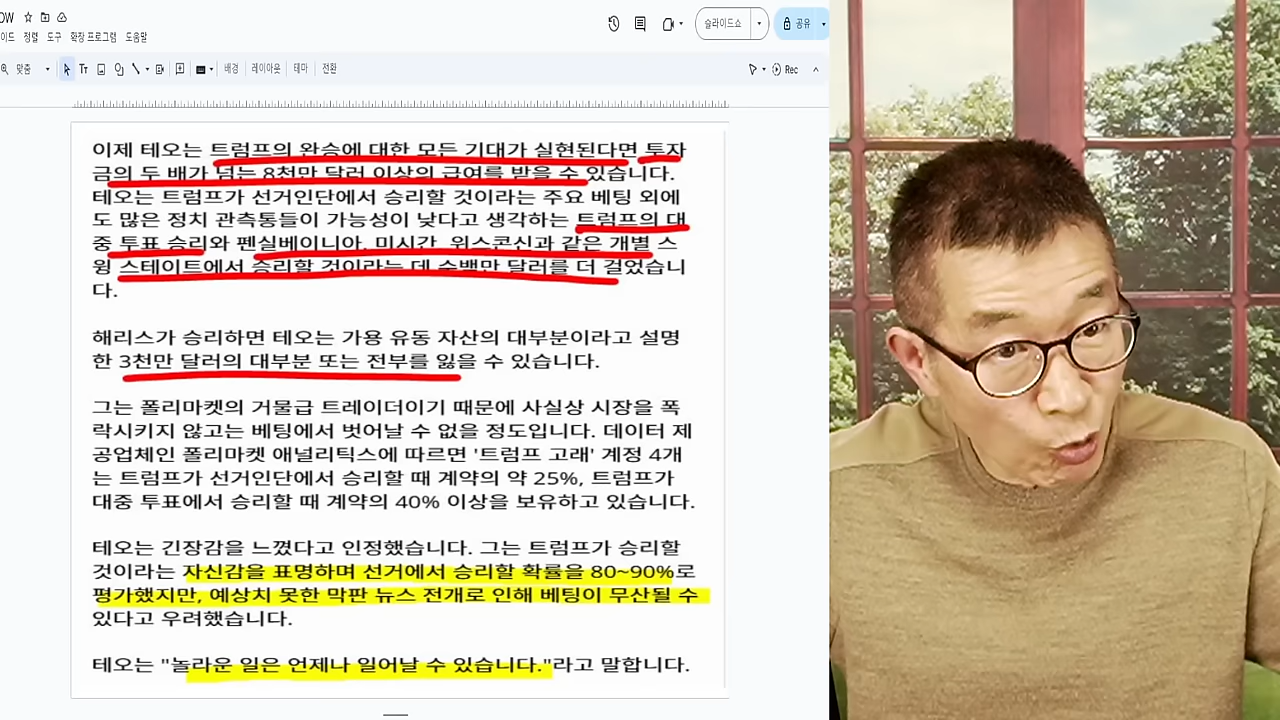 OW
이드 정렬 도구 확장 프로그램 도움말
슬라이드쇼
공유
맞춤
배경 레이아웃 테마 전환
Rec
이제 테오는 트럼프의 완승에 대한 모든 기대가 실현된다면 투자
금의 두 배가 넘는 8천만 달러 이상의 급여를 받을 수 있습니다.
테오는 트럼프가 선거인단에서 승리할 것이라는 주요 베팅 외에
도 많은 정치 관측통들이 가능성이 낮다고 생각하는 트럼프의 대
중 투표 승리와 펜실베이니아, 미시간, 위스콘신과 같은 개별 스
윙 스테이트에서 승리할 것이라는 데 수백만 달러를 더 걸었습니
다.
해리스가 승리하면 테오는 가용 유동 자산의 대부분이라고 설명
한 3천만 달러의 대부분 또는 전부를 잃을 수 있습니다.
그는 폴리마켓의 거물급 트레이더이기 때문에 사실상 시장을 폭
락시키지 않고는 베팅에서 벗어날 수 없을 정도입니다. 데이터 제
공업체인 폴리마켓 애널리틱스에 따르면 '트럼프 고래' 계정 4개
는 트럼프가 선거인단에서 승리할 때 계약의 약 25%, 트럼프가
대중 투표에서 승리할 때 계약의 40% 이상을 보유하고 있습니다.
테오는 긴장감을 느꼈다고 인정했습니다. 그는 트럼프가 승리할
것이라는 자신감을 표명하며 선거에서 승리할 확률을 80~90%로
평가했지만, 예상치 못한 막판 뉴스 전개로 인해 베팅이 무산될 수
있다고 우려했습니다.
테오는 "놀라운 일은 언제나 일어날 수 있습니다."라고 말합니다.